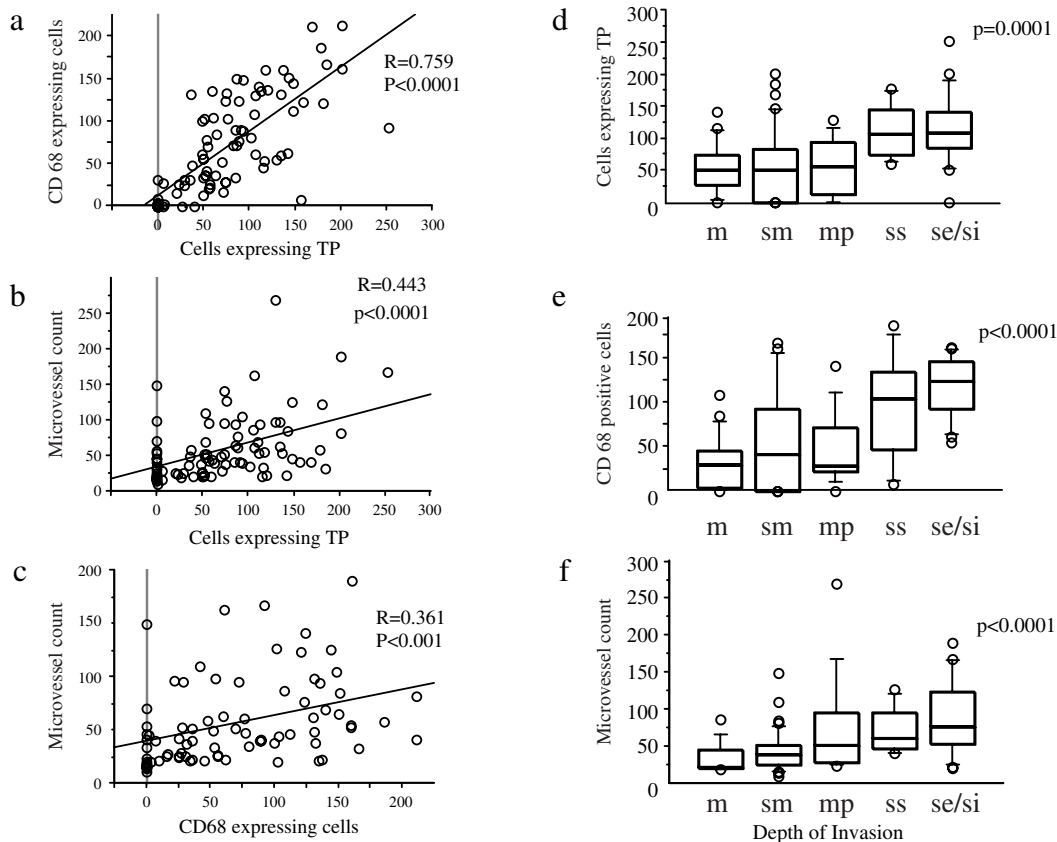 a
CD 68 expressing cells
200
150
100
50
0
R=0.759
P<0.0001
0 50 100 150 200 250 300
Cells expressing TP
b
Microvessel count
250
200
150
100
50
0
R=0.443
p<0.0001
0 50 100 150 200 250 300
Cells expressing TP
c
Microvessel count
200
150
100
50
0
R=0.361
P<0.001
0 50 100 150 200
CD68 expressing cells
d
Cells expressing TP
300
250
200
150
100
50
0
p=0.0001
m sm mp ss se/si
e
CD 68 positive cells
200
150
100
50
0
p<0.0001
m sm mp ss se/si
f
Microvessel count
300
250
200
150
100
50
0
p<0.0001
m sm mp ss se/si
Depth of Invasion